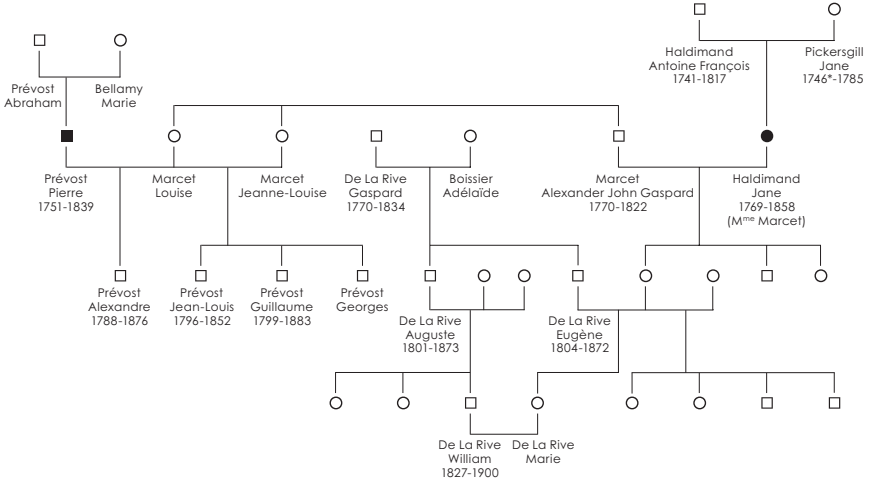 Haldimand
Antoine François
1741-1817
Pickersgill
Jane
1746*-1785
Prévost
Abraham
Bellamy
Marie
Prévost
Pierre
1751-1839
Marcet
Louise
Marcet
Jeanne-Louise
De La Rive
Gaspard
1770-1834
Boissier
Adélaïde
Marcet
Alexander John Gaspard
1770-1822
Haldimand
Jane
1769-1858
(Mme Marcet)
Prévost
Alexandre
1788-1876
Prévost
Jean-Louis
1796-1852
Prévost
Guillaume
1799-1883
Prévost
Georges
De La Rive
Auguste
1801-1873
De La Rive
Eugène
1804-1872
De La Rive
William
1827-1900
De La Rive
Marie